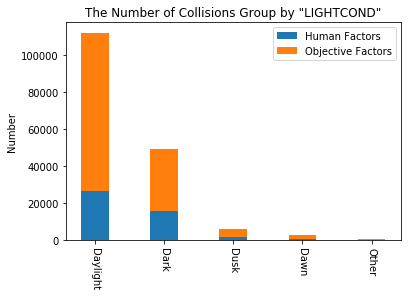 The Number of Collisions Group by "LIGHTCOND"
Human Factors
Objective Factors
Number
100000
80000
60000
40000
20000
0
Daylight
Dark
Dusk
Dawn
Other